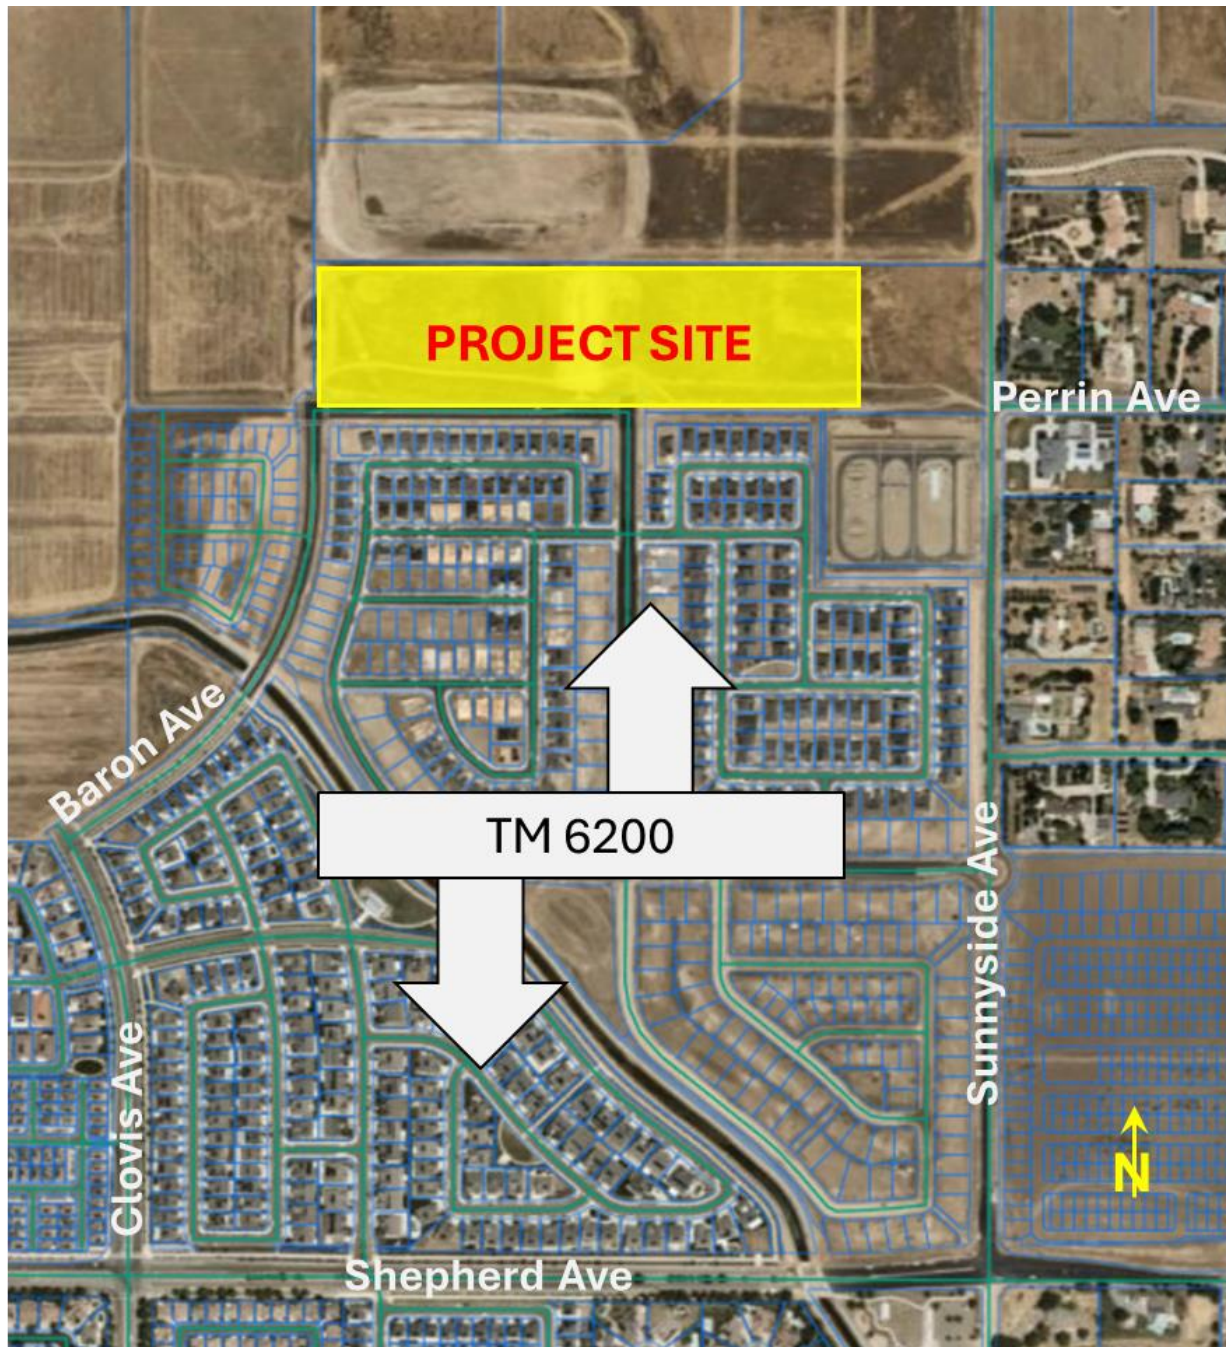 PROJECT SITE
Perrin Ave
Baron Ave
TM 6200
Sunnyside Ave
Clovis Ave
N
Shepherd Ave